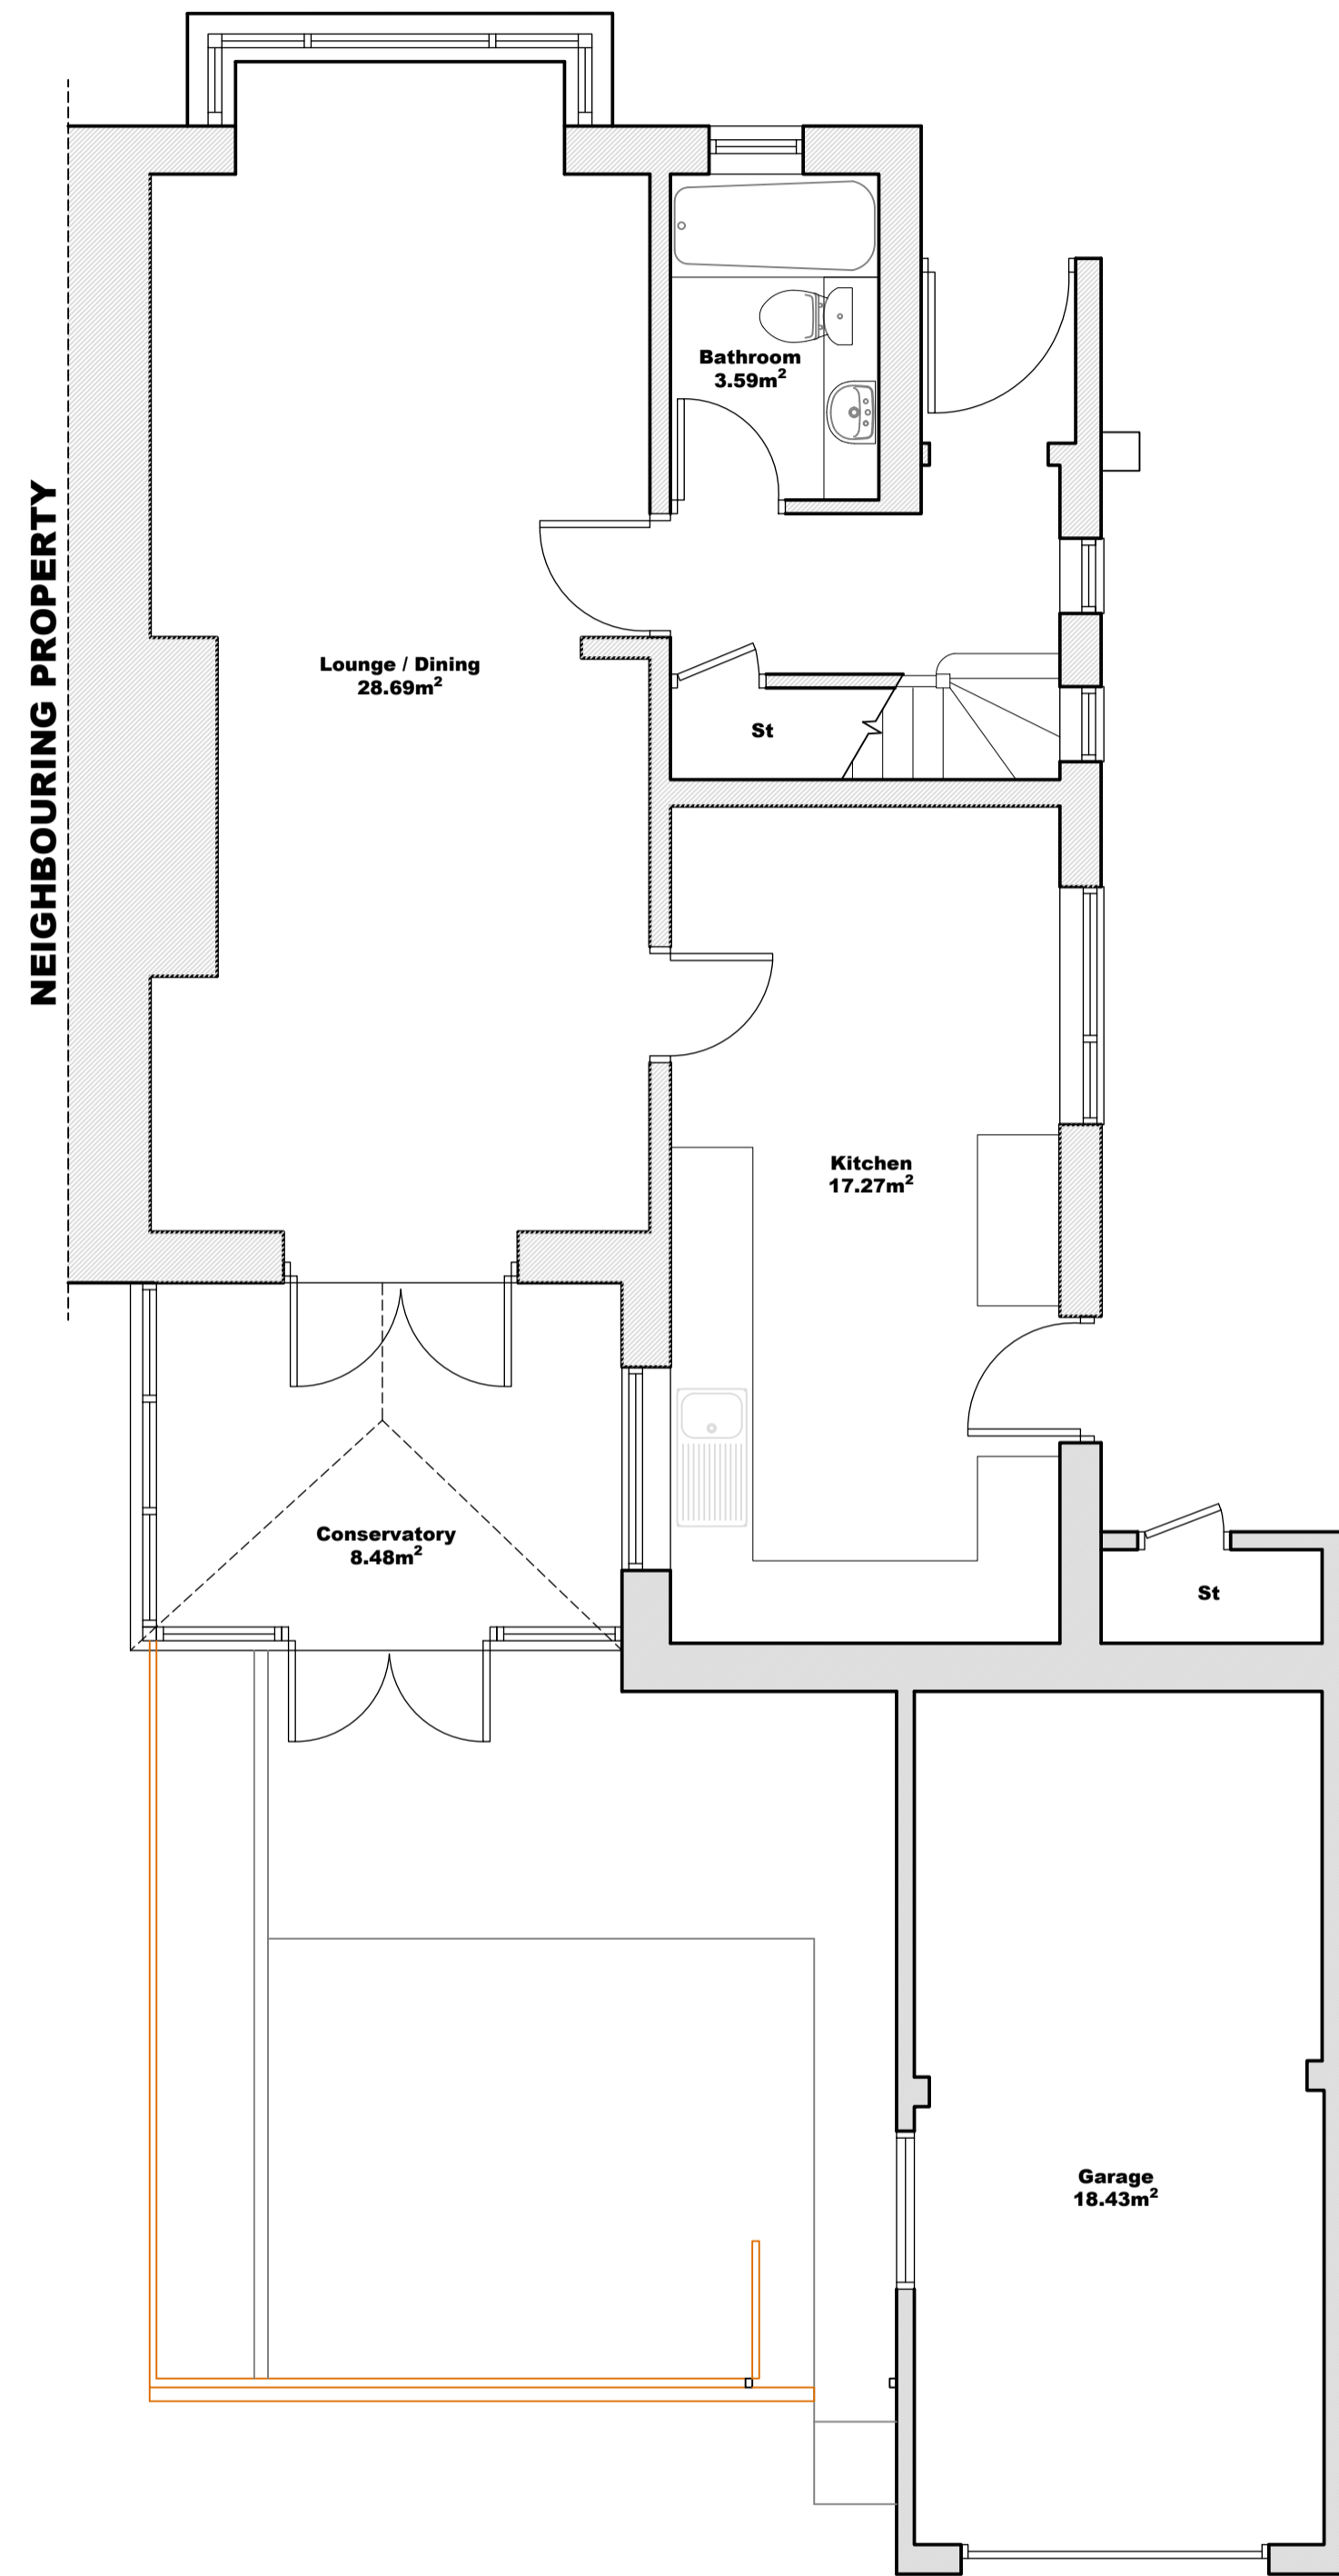 Bathroom
3.59m²
NEIGHBOURING PROPERTY
Lounge / Dining
28.69m²
St
Kitchen
17.27m²
Conservatory
8.48m²
St
Garage
18.43m²